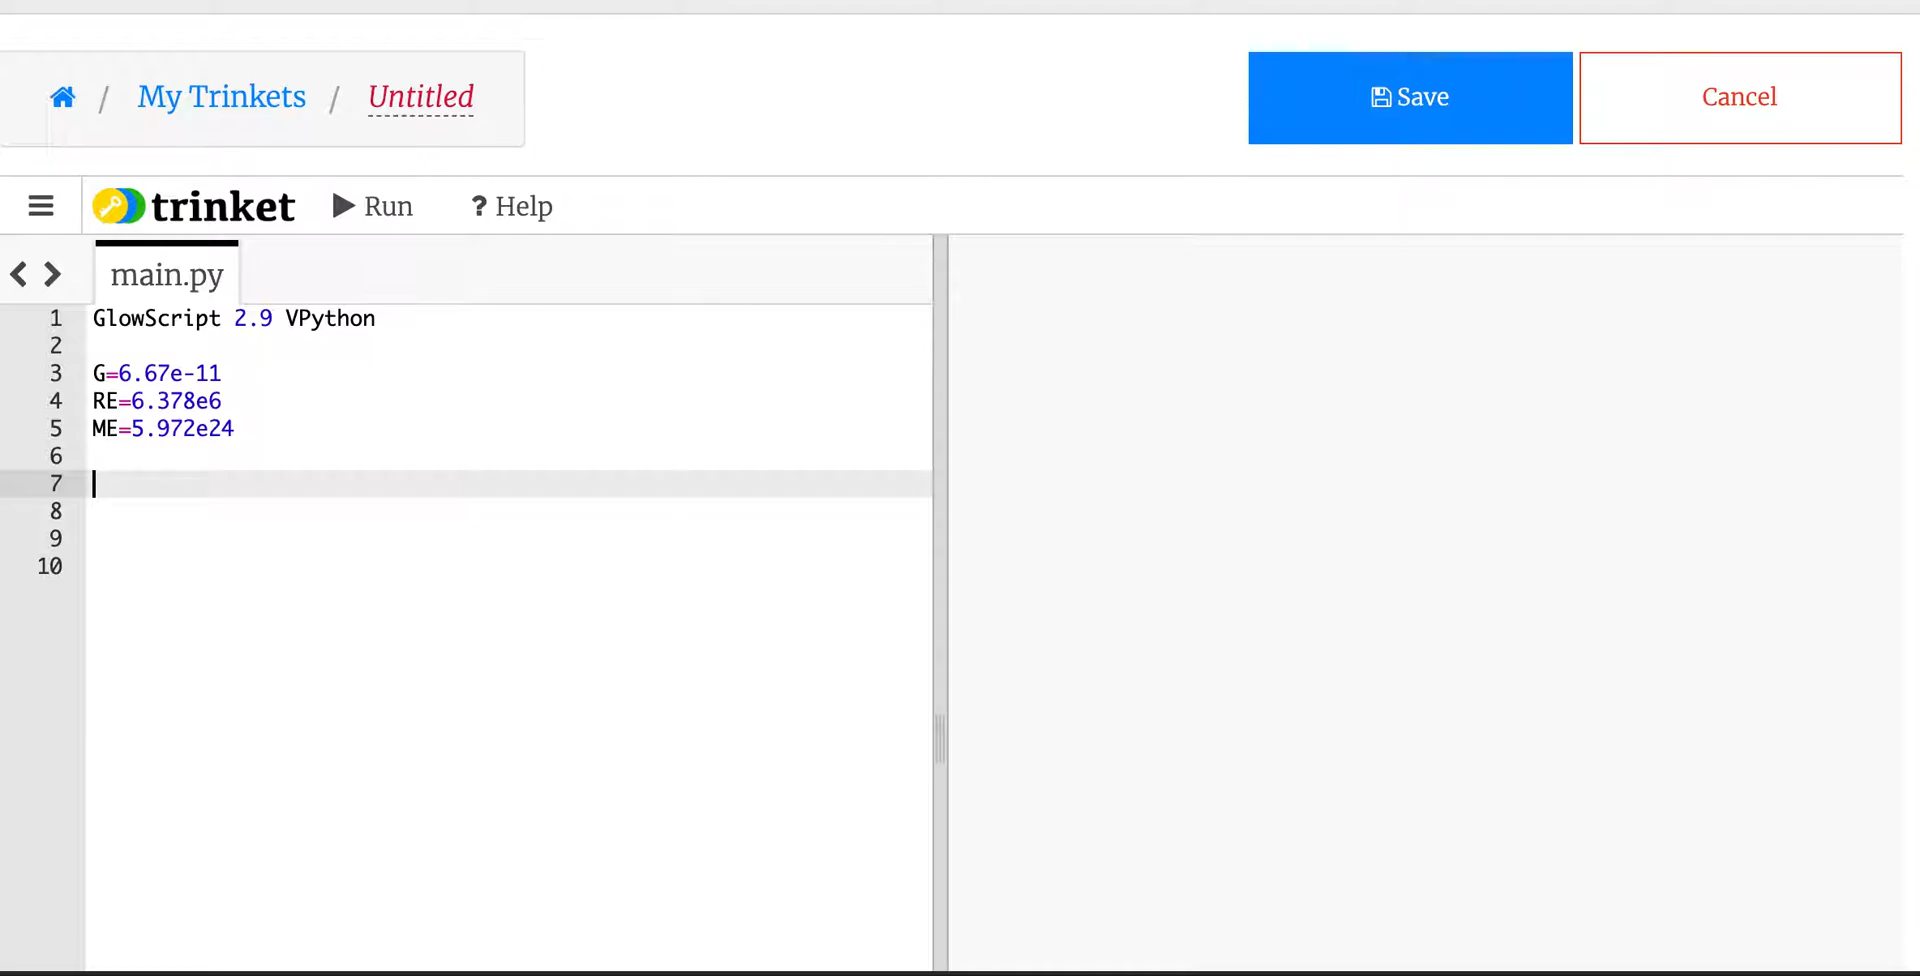 / My Trinkets / Untitled
Save
Cancel
trinket
Run
? Help
main.py
1 GlowScript 2.9 VPython
2
3 G=6.67e-11
4 RE=6.378e6
5 ME=5.972e24
6
7
8
9
10